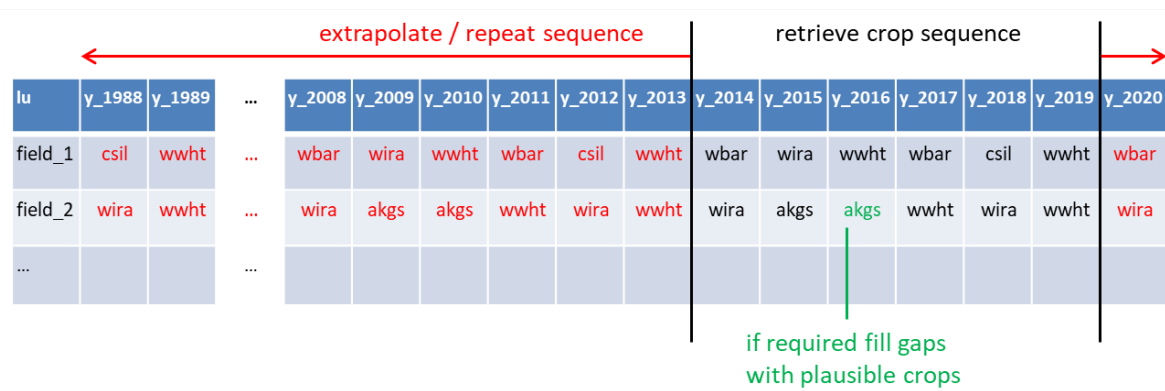 extrapolate / repeat sequence retrieve crop sequence
lu y_1988 y_1989 ... y_2008 y_2009 y_2010 y_2011 y_2012 y_2013 y_2014 y_2015 y_2016 y_2017 y_2018 y_2019 y_2020
field_1 csil wwht ... wbar wira wwht wbar csil wwht wbar wira wwht wbar csil wwht wbar
field_2 wira wwht ... wira akgs akgs wwht wira wwht wira akgs akgs wwht wira wwht wira
... ...
if required fill gaps
with plausible crops